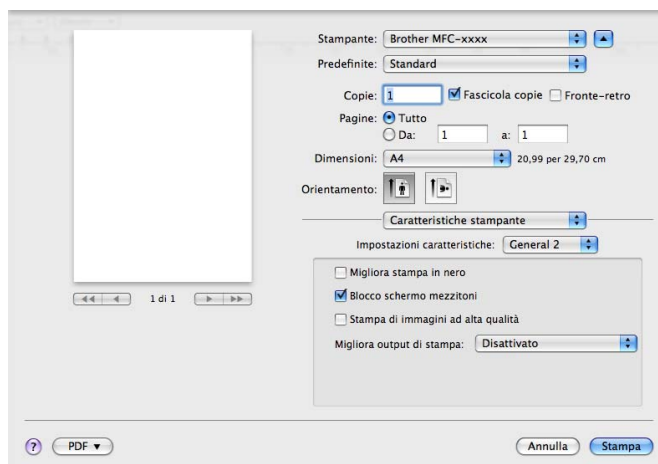 Stampante: Brother MFC-xxxx
Predefinite: Standard
Copie: 1 Fascicola copie Fronte-retro
Pagine: Tutto
Da: 1 a: 1
Dimensioni: A4 20,99 per 29,70 cm
Orientamento:
Caratteristiche stampante
Impostazioni caratteristiche: General 2
Migliora stampa in nero
Blocco schermo mezzitoni
Stampa di immagini ad alta qualità
Migliora output di stampa: Disattivato
1 di 1
? PDF ▼ Annulla Stampa